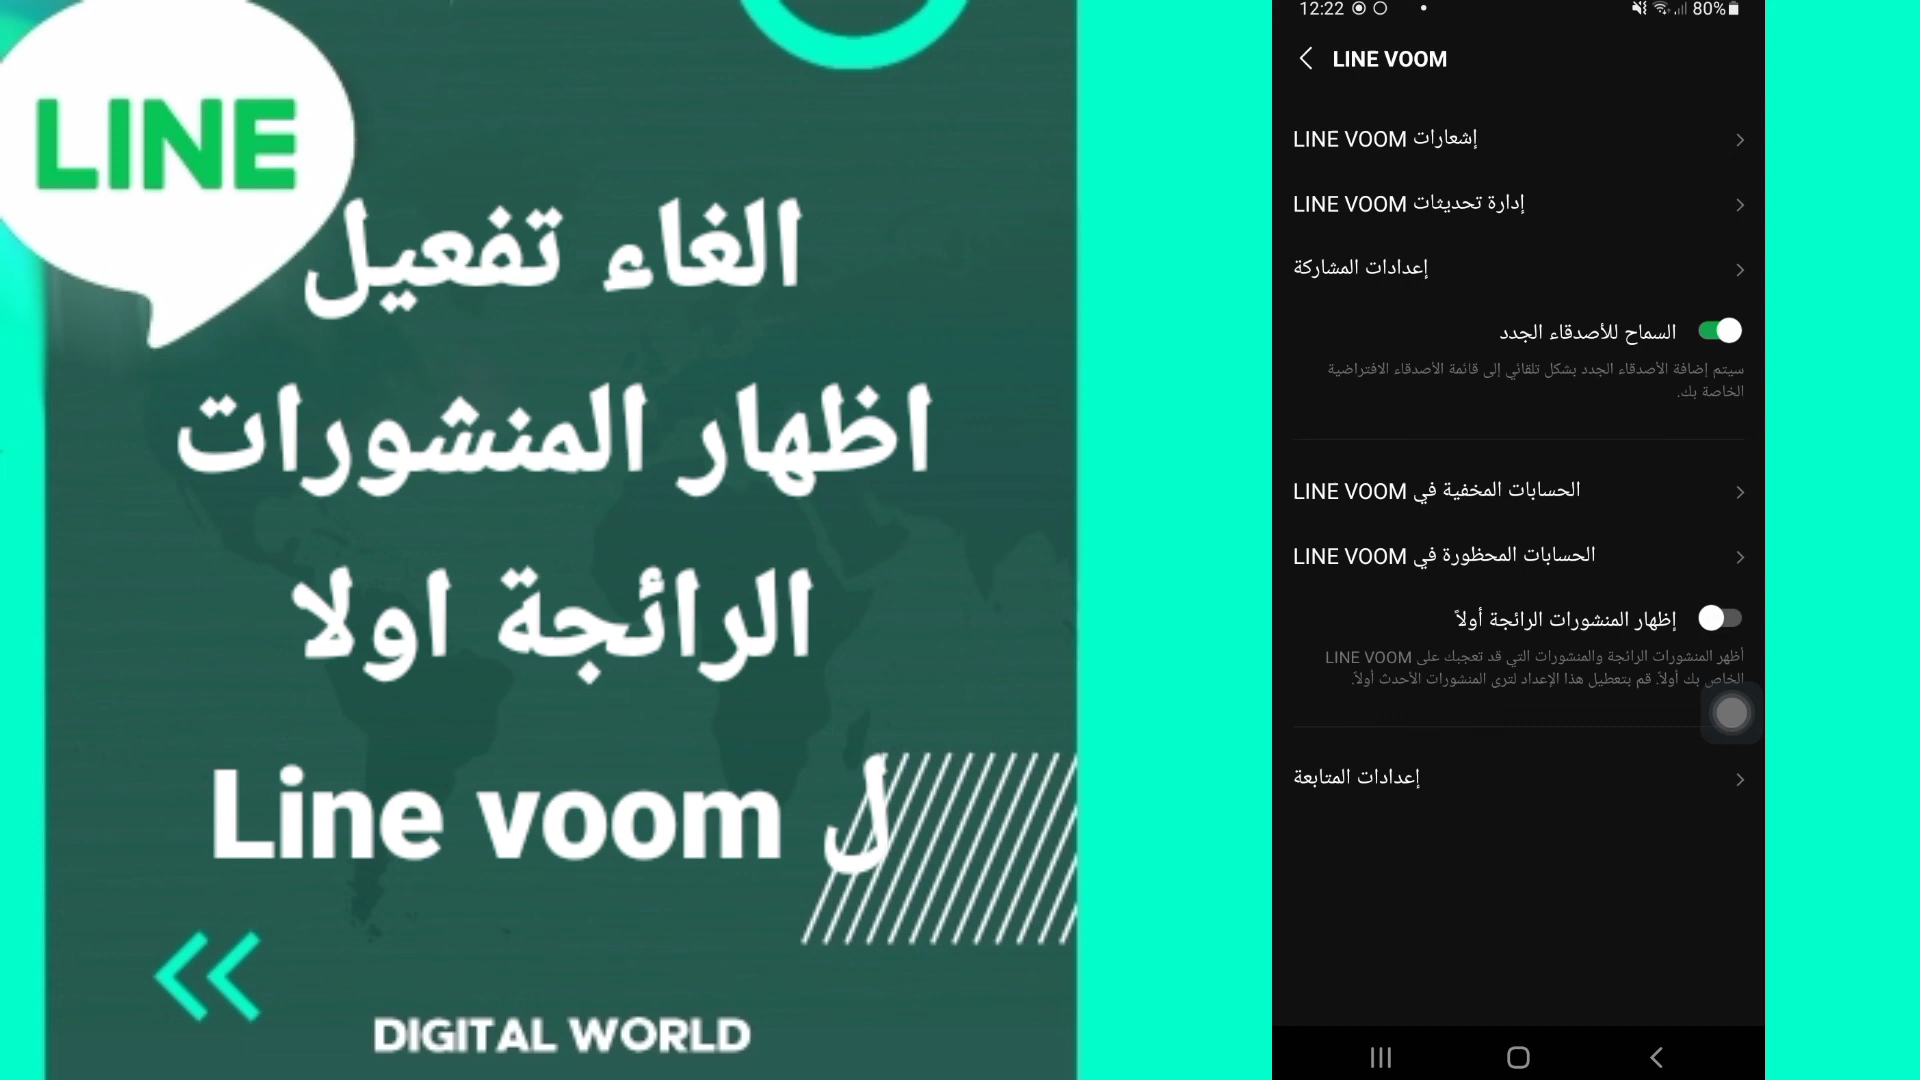 LINE
الغاء تفعيل
اظهار المنشورات
الرائجة اولا
ل Line voom
DIGITAL WORLD
12:22
80%
LINE VOOM
إشعارات LINE VOOM
إدارة تحديثات LINE VOOM
إعدادات المشاركة
السماح للأصدقاء الجدد
سيتم إضافة الأصدقاء الجدد بشكل تلقائي إلى قائمة الأصدقاء الافتراضية
الخاصة بك.
الحسابات المخفية في LINE VOOM
الحسابات المحظورة في LINE VOOM
إظهار المنشورات الرائجة أولاً
أظهر المنشورات الرائجة والمنشورات التي قد تعجبك على LINE VOOM
الخاص بك أولاً. قم بتعطيل هذا الإعداد لترى المنشورات الأحدث أولاً.
إعدادات المتابعة